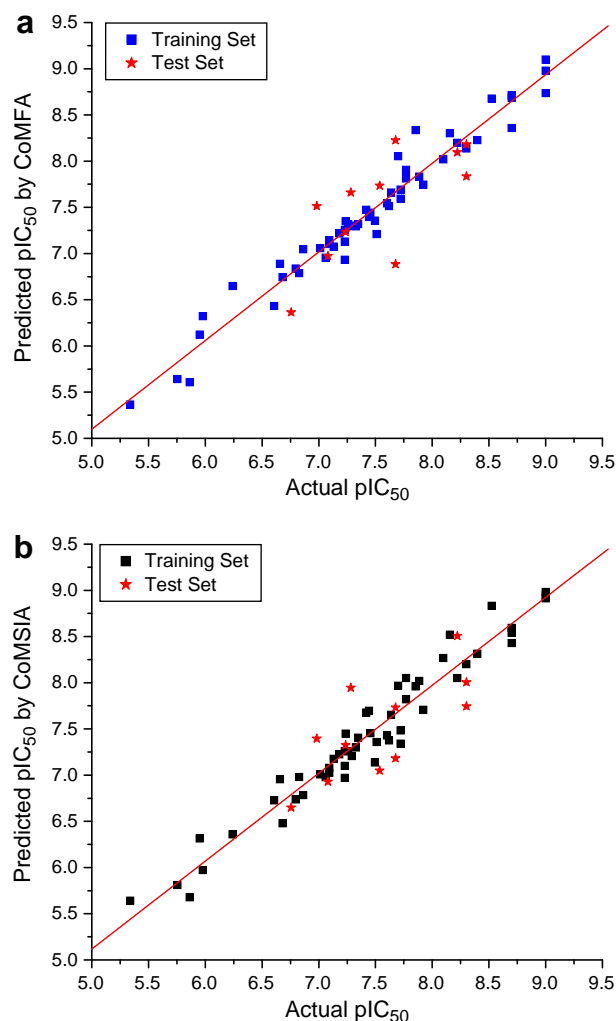 a
9.5
9.0
8.5
8.0
7.5
7.0
6.5
6.0
5.5
5.0
Predicted pIC50 by CoMFA
Training Set
Test Set
5.0 5.5 6.0 6.5 7.0 7.5 8.0 8.5 9.0 9.5
Actual pIC50
b
9.5
9.0
8.5
8.0
7.5
7.0
6.5
6.0
5.5
5.0
Predicted pIC50 by CoMSIA
Training Set
Test Set
5.0 5.5 6.0 6.5 7.0 7.5 8.0 8.5 9.0 9.5
Actual pIC50